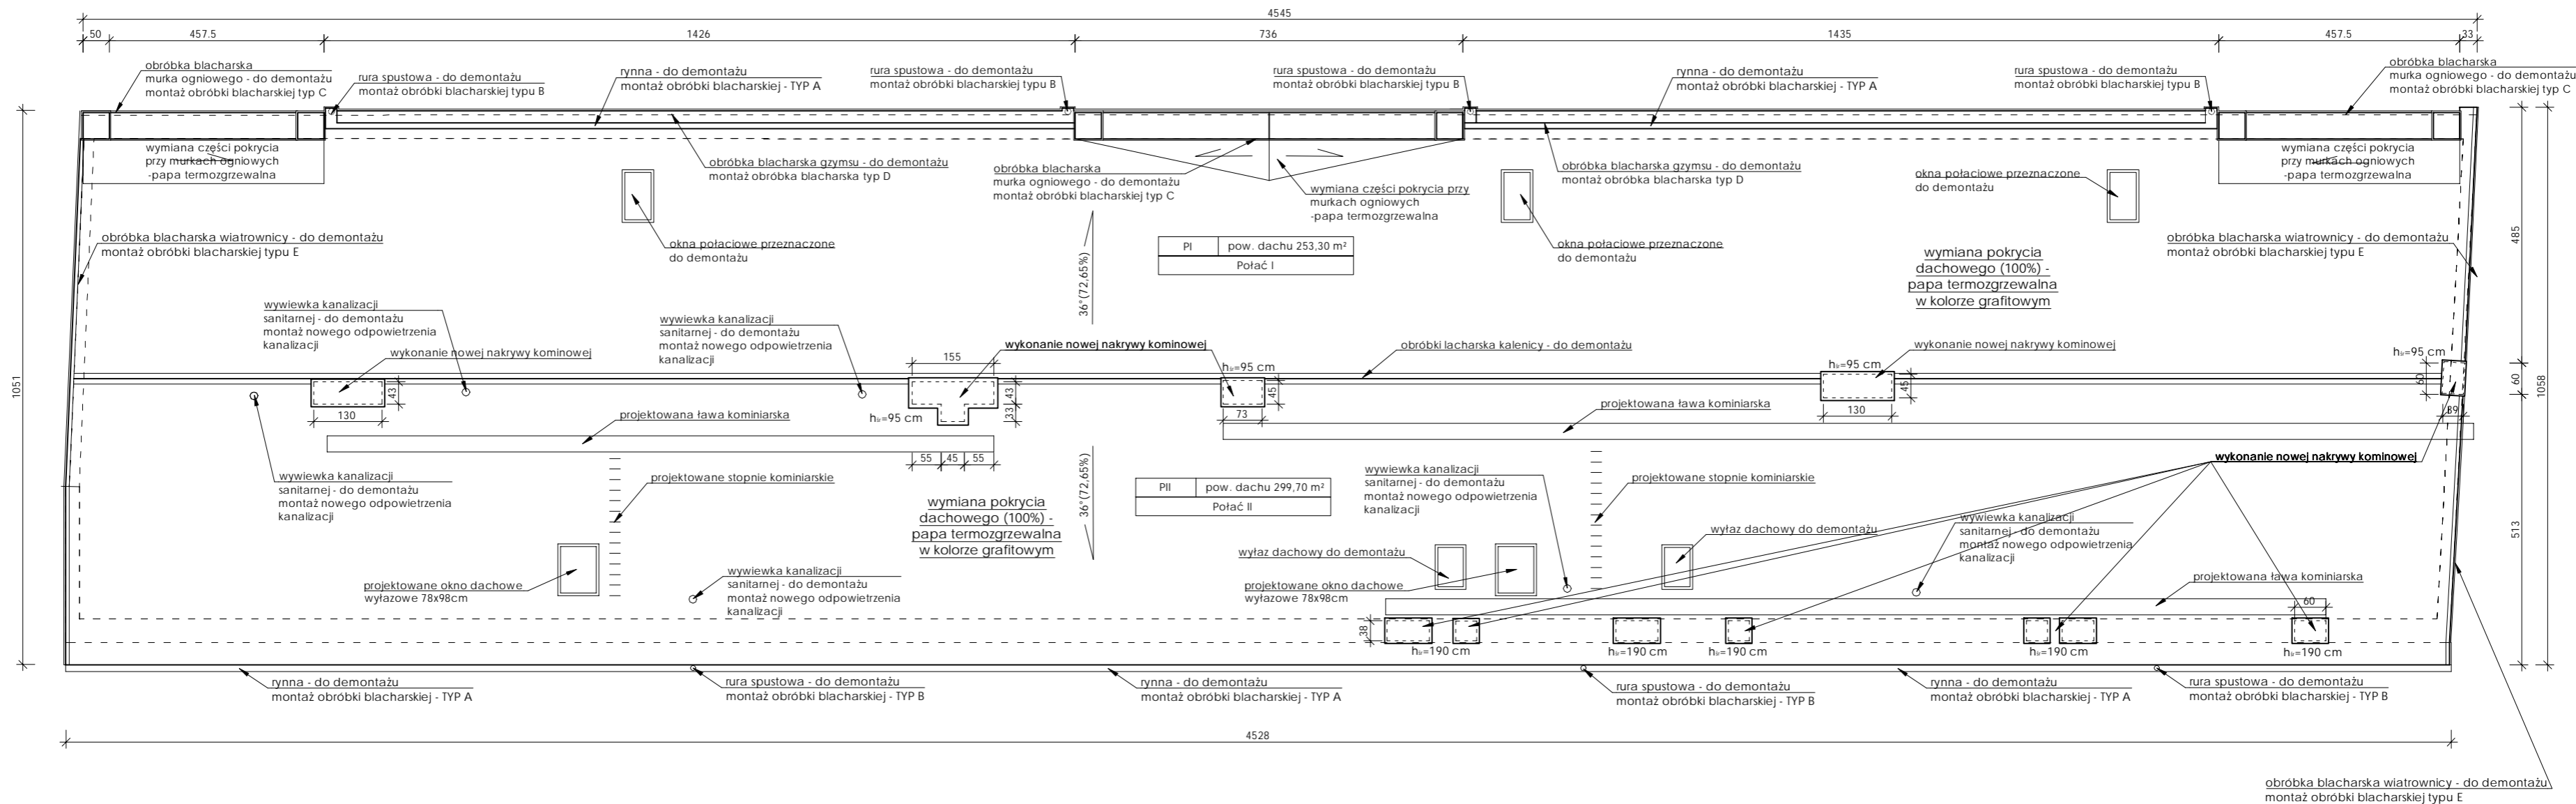 4545
50
457.5
1426
736
1435
457.5
33
obróbka blacharska
murka ogniowego - do demontażu
montaż obróbki blacharskiej typ C
rura spustowa - do demontażu
montaż obróbki blacharskiej typu B
rynna - do demontażu
montaż obróbki blacharskiej - TYP A
rura spustowa - do demontażu
montaż obróbki blacharskiej typu B
rura spustowa - do demontażu
montaż obróbki blacharskiej typu B
rynna - do demontażu
montaż obróbki blacharskiej - TYP A
rura spustowa - do demontażu
montaż obróbki blacharskiej typu B
obróbka blacharska
murka ogniowego - do demontażu
montaż obróbki blacharskiej typ C
wymiana części pokrycia
przy murkach ogniowych
-papa termozgrzewalna
obróbka blacharska gzymsu - do demontażu
montaż obróbka blacharska typ D
obróbka blacharska
murka ogniowego - do demontażu
montaż obróbki blacharskiej typ C
wymiana części pokrycia przy
murkach ogniowych
-papa termozgrzewalna
obróbka blacharska gzymsu - do demontażu
montaż obróbka blacharska typ D
okna połaciowe przeznaczone
do demontażu
wymiana części pokrycia
przy murkach ogniowych
-papa termozgrzewalna
obróbka blacharska wiatrownicy - do demontażu
montaż obróbki blacharskiej typu E
okna połaciowe przeznaczone
do demontażu
36°(72,65%)
PI
pow. dachu 253,30 m²
Połać I
okna połaciowe przeznaczone
do demontażu
wymiana pokrycia
dachowego (100%) -
papa termozgrzewalna
w kolorze grafitowym
obróbka blacharska wiatrownicy - do demontażu
montaż obróbki blacharskiej typu E
485
wywiewka kanalizacji
sanitarnej - do demontażu
montaż nowego odpowietrzenia
kanalizacji
wykonanie nowej nakrywy kominowej
wywiewka kanalizacji
sanitarnej - do demontażu
montaż nowego odpowietrzenia
kanalizacji
155
wykonanie nowej nakrywy kominowej
obróbki lacharska kalenicy - do demontażu
wykonanie nowej nakrywy kominowej
hśr=95 cm
hśr=95 cm
hśr=95 cm
1051
43
130
43
33
hśr=95 cm
45
73
45
130
60
89
60
1058
projektowana ława kominiarska
projektowana ława kominiarska
55
45
55
wywiewka kanalizacji
sanitarnej - do demontażu
montaż nowego odpowietrzenia
kanalizacji
projektowane stopnie kominiarskie
wymiana pokrycia
dachowego (100%) -
papa termozgrzewalna
w kolorze grafitowym
36°(72,65%)
PII
pow. dachu 299,70 m²
Połać II
wywiewka kanalizacji
sanitarnej - do demontażu
montaż nowego odpowietrzenia
kanalizacji
projektowane stopnie kominiarskie
wykonanie nowej nakrywy kominowej
513
wyłaz dachowy do demontażu
wyłaz dachowy do demontażu
wywiewka kanalizacji
sanitarnej - do demontażu
montaż nowego odpowietrzenia
kanalizacji
projektowane okno dachowe
wyłazowe 78x98cm
wywiewka kanalizacji
sanitarnej - do demontażu
montaż nowego odpowietrzenia
kanalizacji
projektowane okno dachowe
wyłazowe 78x98cm
projektowana ława kominiarska
60
38
hśr=190 cm
hśr=190 cm
hśr=190 cm
hśr=190 cm
hśr=190 cm
rynna - do demontażu
montaż obróbki blacharskiej - TYP A
rura spustowa - do demontażu
montaż obróbki blacharskiej - TYP B
rynna - do demontażu
montaż obróbki blacharskiej - TYP A
rura spustowa - do demontażu
montaż obróbki blacharskiej - TYP B
rynna - do demontażu
montaż obróbki blacharskiej - TYP A
rura spustowa - do demontażu
montaż obróbki blacharskiej - TYP B
4528
obróbka blacharska wiatrownicy - do demontażu
montaż obróbki blacharskiej typu E